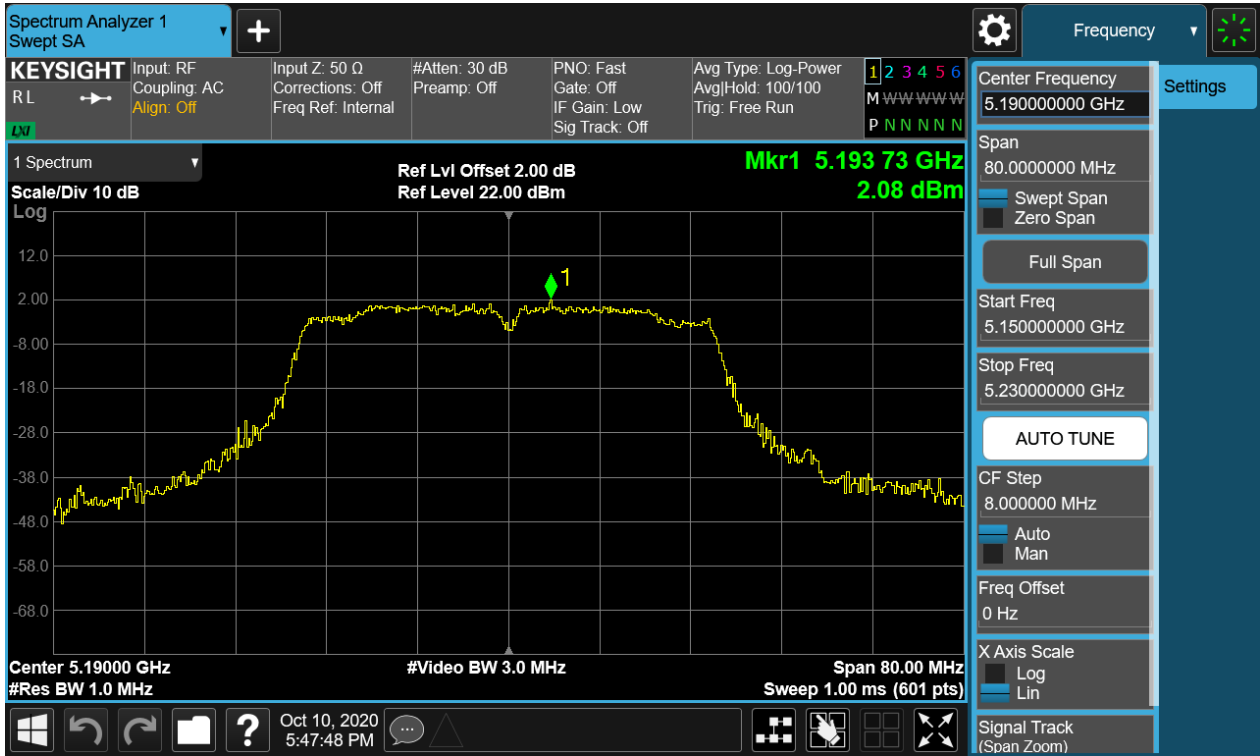 Spectrum Analyzer 1
Swept SA
+
Frequency
KEYSIGHT
R L
LXI
Input: RF
Coupling: AC
Align: Off
Input Z: 50 Ω
Corrections: Off
Freq Ref: Internal
#Atten: 30 dB
Preamp: Off
PNO: Fast
Gate: Off
IF Gain: Low
Sig Track: Off
Avg Type: Log-Power
Avg|Hold: 100/100
Trig: Free Run
1 2 3 4 5 6
M W W W W W
P N N N N N
1 Spectrum
Scale/Div 10 dB
Ref Lvl Offset 2.00 dB
Ref Level 22.00 dBm
Mkr1 5.193 73 GHz
2.08 dBm
Log
12.0
2.00
-8.00
-18.0
-28.0
-38.0
-48.0
-58.0
-68.0
1
Center 5.19000 GHz
#Video BW 3.0 MHz
Span 80.00 MHz
#Res BW 1.0 MHz
Sweep 1.00 ms (601 pts)
Center Frequency
5.190000000 GHz
Span
80.0000000 MHz
Swept Span
Zero Span
Full Span
Start Freq
5.150000000 GHz
Stop Freq
5.230000000 GHz
AUTO TUNE
CF Step
8.000000 MHz
Auto
Man
Freq Offset
0 Hz
X Axis Scale
Log
Lin
Signal Track
(Span Zoom)
Settings
?
Oct 10, 2020
5:47:48 PM